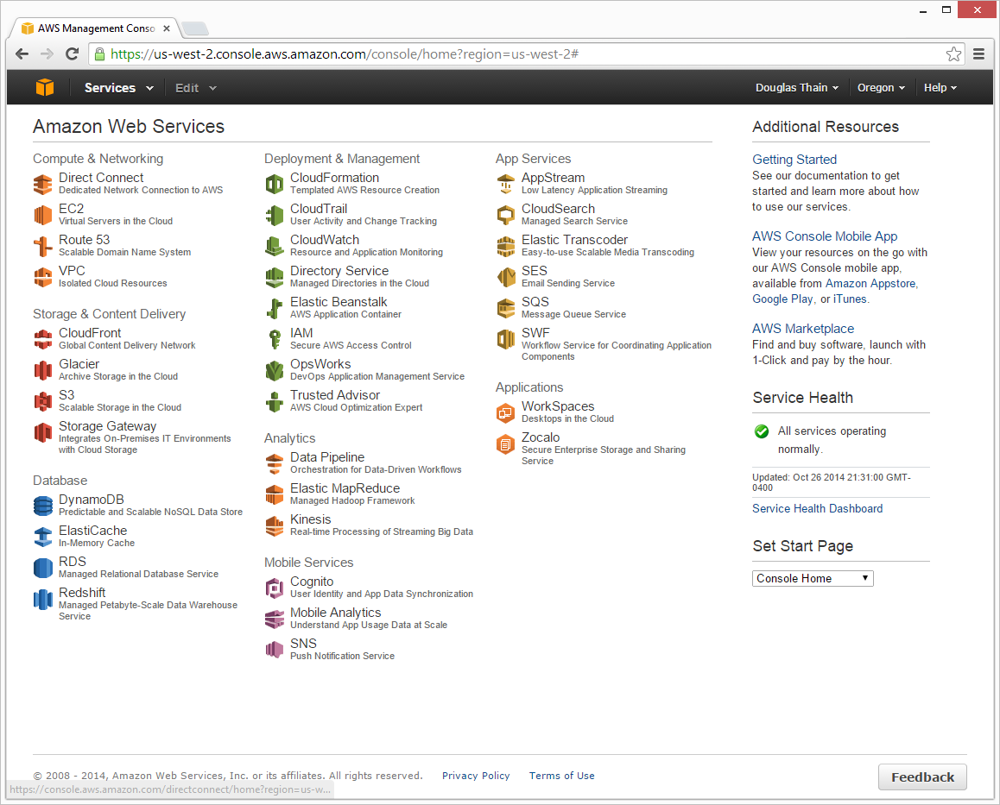 AWS Management Conso
https://us-west-2.console.aws.amazon.com/console/home?region=us-west-2#
Services
Edit
Douglas Thain
Oregon
Help
Amazon Web Services
Compute & Networking
Direct Connect
Dedicated Network Connection to AWS
EC2
Virtual Servers in the Cloud
Route 53
Scalable Domain Name System
VPC
Isolated Cloud Resources
Storage & Content Delivery
CloudFront
Global Content Delivery Network
Glacier
Archive Storage in the Cloud
S3
Scalable Storage in the Cloud
Storage Gateway
Integrates On-Premises IT Environments
with Cloud Storage
Database
DynamoDB
Predictable and Scalable NoSQL Data Store
ElastiCache
In-Memory Cache
RDS
Managed Relational Database Service
Redshift
Managed Petabyte-Scale Data Warehouse
Service
Deployment & Management
CloudFormation
Templated AWS Resource Creation
CloudTrail
User Activity and Change Tracking
CloudWatch
Resource and Application Monitoring
Directory Service
Managed Directories in the Cloud
Elastic Beanstalk
AWS Application Container
IAM
Secure AWS Access Control
OpsWorks
DevOps Application Management Service
Trusted Advisor
AWS Cloud Optimization Expert
Analytics
Data Pipeline
Orchestration for Data-Driven Workflows
Elastic MapReduce
Managed Hadoop Framework
Kinesis
Real-time Processing of Streaming Big Data
Mobile Services
Cognito
User Identity and App Data Synchronization
Mobile Analytics
Understand App Usage Data at Scale
SNS
Push Notification Service
App Services
AppStream
Low Latency Application Streaming
CloudSearch
Managed Search Service
Elastic Transcoder
Easy-to-use Scalable Media Transcoding
SES
Email Sending Service
SQS
Message Queue Service
SWF
Workflow Service for Coordinating Application
Components
Applications
WorkSpaces
Desktops in the Cloud
Zocalo
Secure Enterprise Storage and Sharing
Service
Additional Resources
Getting Started
See our documentation to get
started and learn more about how
to use our services.
AWS Console Mobile App
View your resources on the go with
our AWS Console mobile app,
available from Amazon Appstore,
Google Play, or iTunes.
AWS Marketplace
Find and buy software, launch with
1-Click and pay by the hour.
Service Health
All services operating
normally.
Updated: Oct 26 2014 21:31:00 GMT-
0400
Service Health Dashboard
Set Start Page
Console Home
© 2008 - 2014, Amazon Web Services, Inc. or its affiliates. All rights reserved.
Privacy Policy
Terms of Use
Feedback
https://console.aws.amazon.com/directconnect/home?region=us-w...